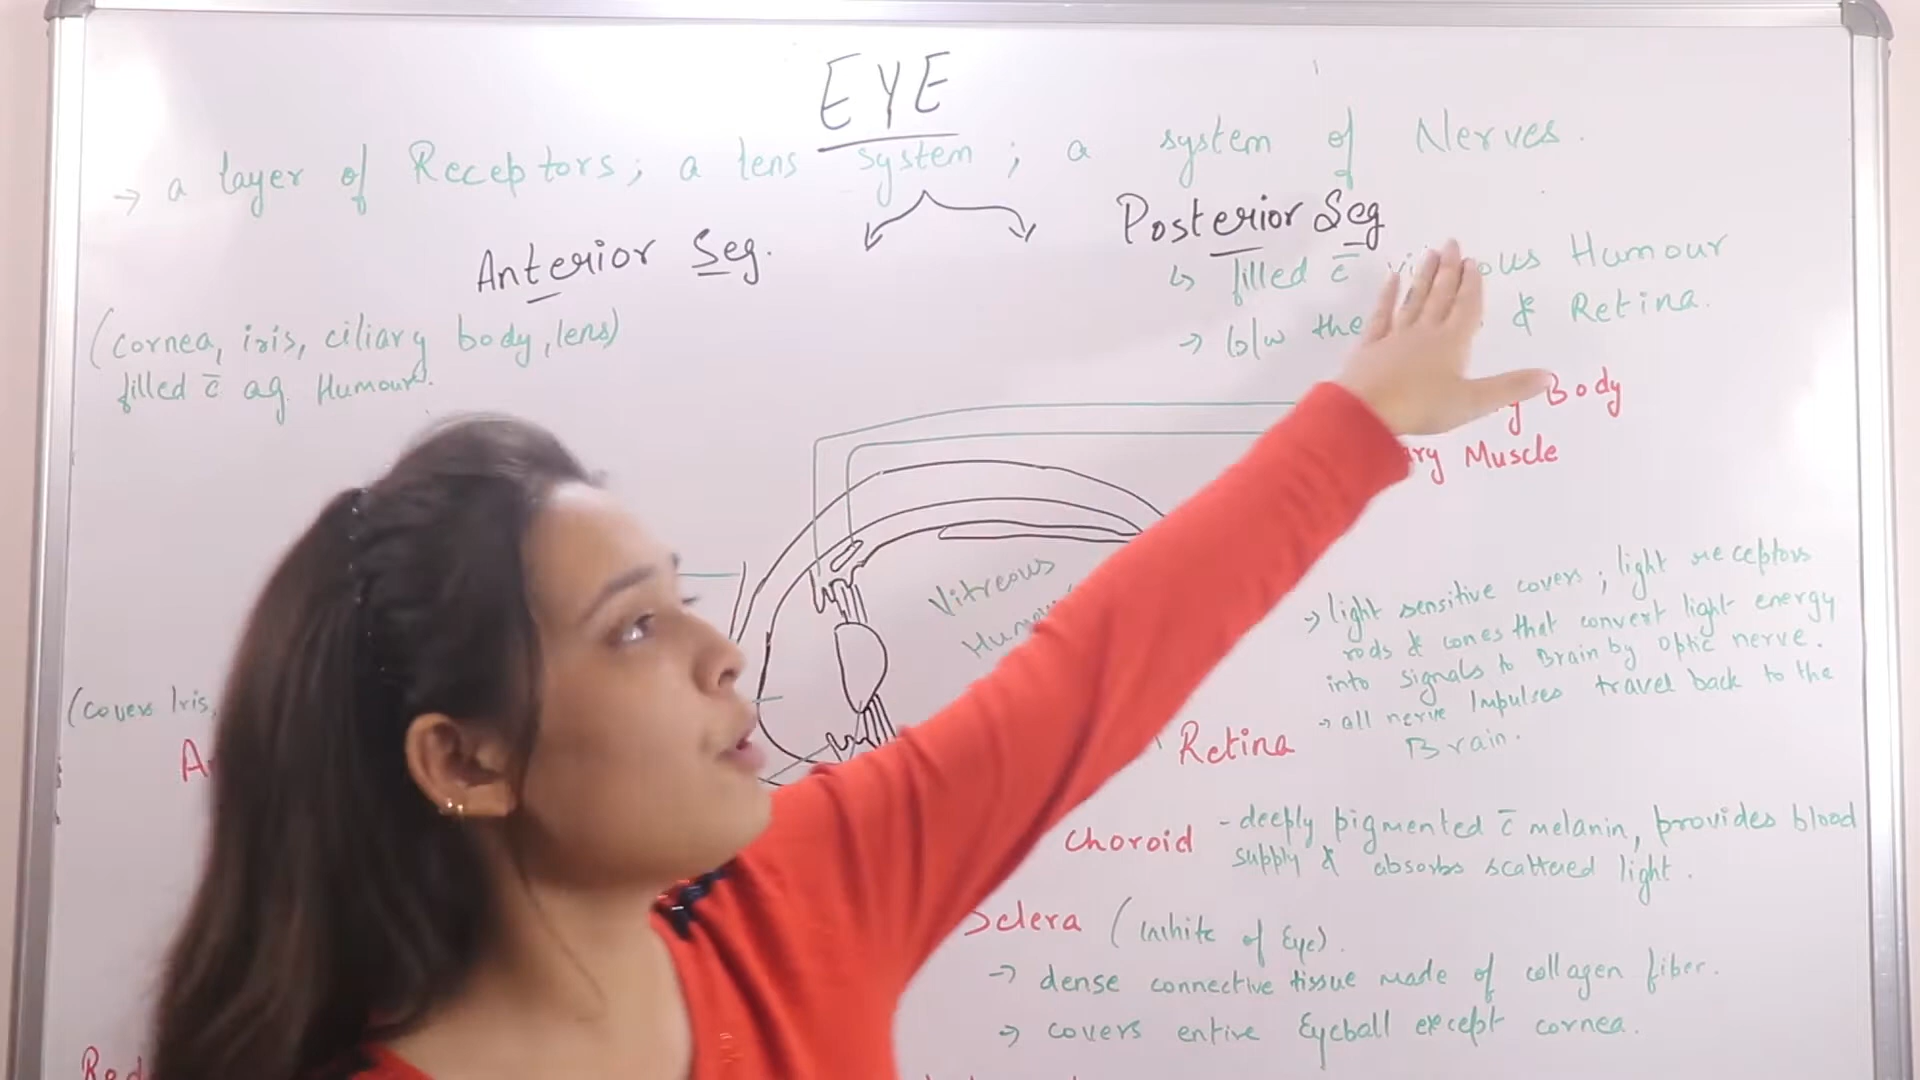 EYE
→ a layer of Receptors; a lens system; a system of Nerves.
Anterior Seg.
(cornea, iris, ciliary body, lens)
filled c̄ aq. Humour.
Posterior Seg
↳ filled c̄ Humour
→ b/w the & Retina.
Body
Muscle
Vitreous
→ light sensitive covers; light receptors
rods & cones that convert light energy
into signals to Brain by optic nerve.
→ all nerve Impulses travel back to the
Brain.
(covers Iris,
Retina
Choroid - deeply pigmented c̄ melanin, provides blood
supply & absorbs scattered light.
Sclera (white of Eye).
→ dense connective tissue made of collagen fiber.
→ covers entire Eyeball except cornea.